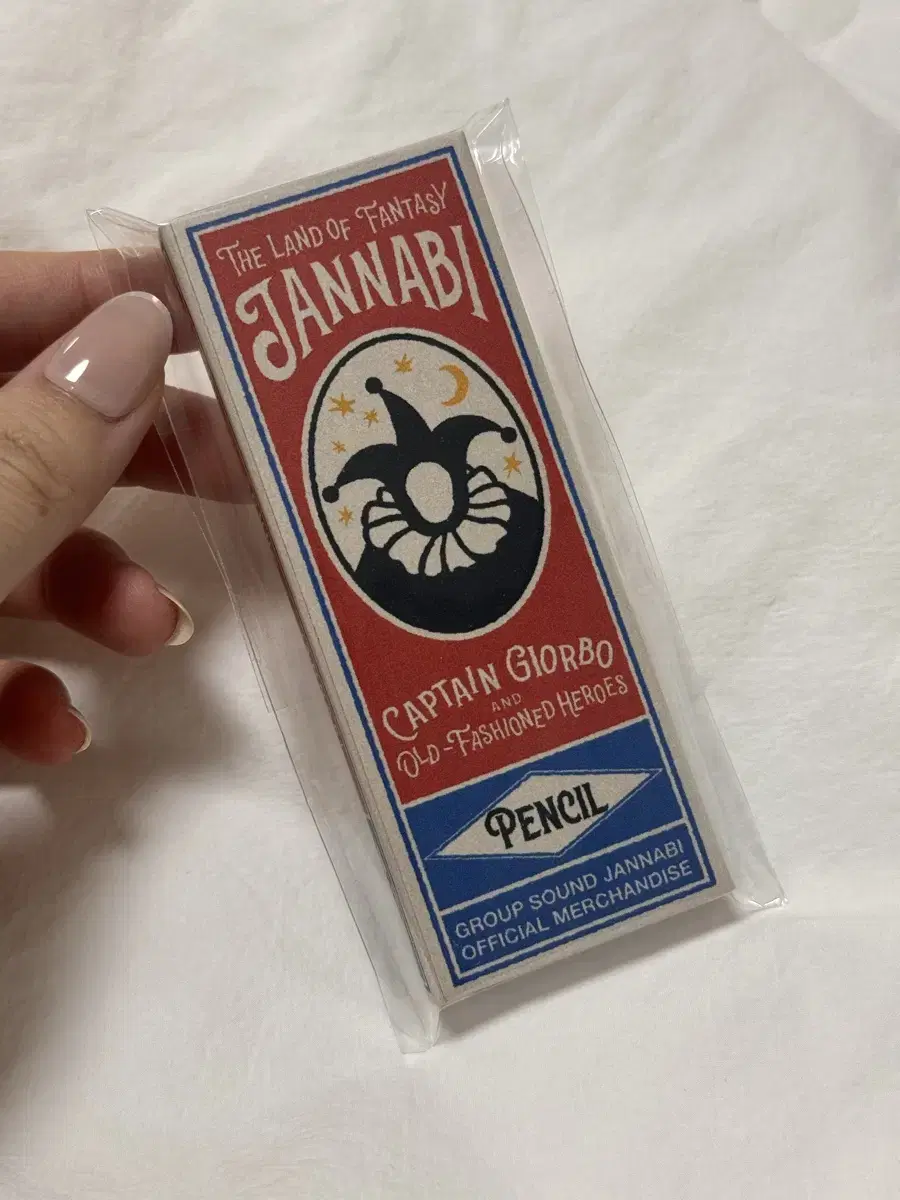 THE LAND OF FANTASY
JANNABI
CAPTAIN GIORBO
AND
OLD-FASHIONED HEROES
PENCIL
GROUP SOUND JANNABI
OFFICIAL MERCHANDISE